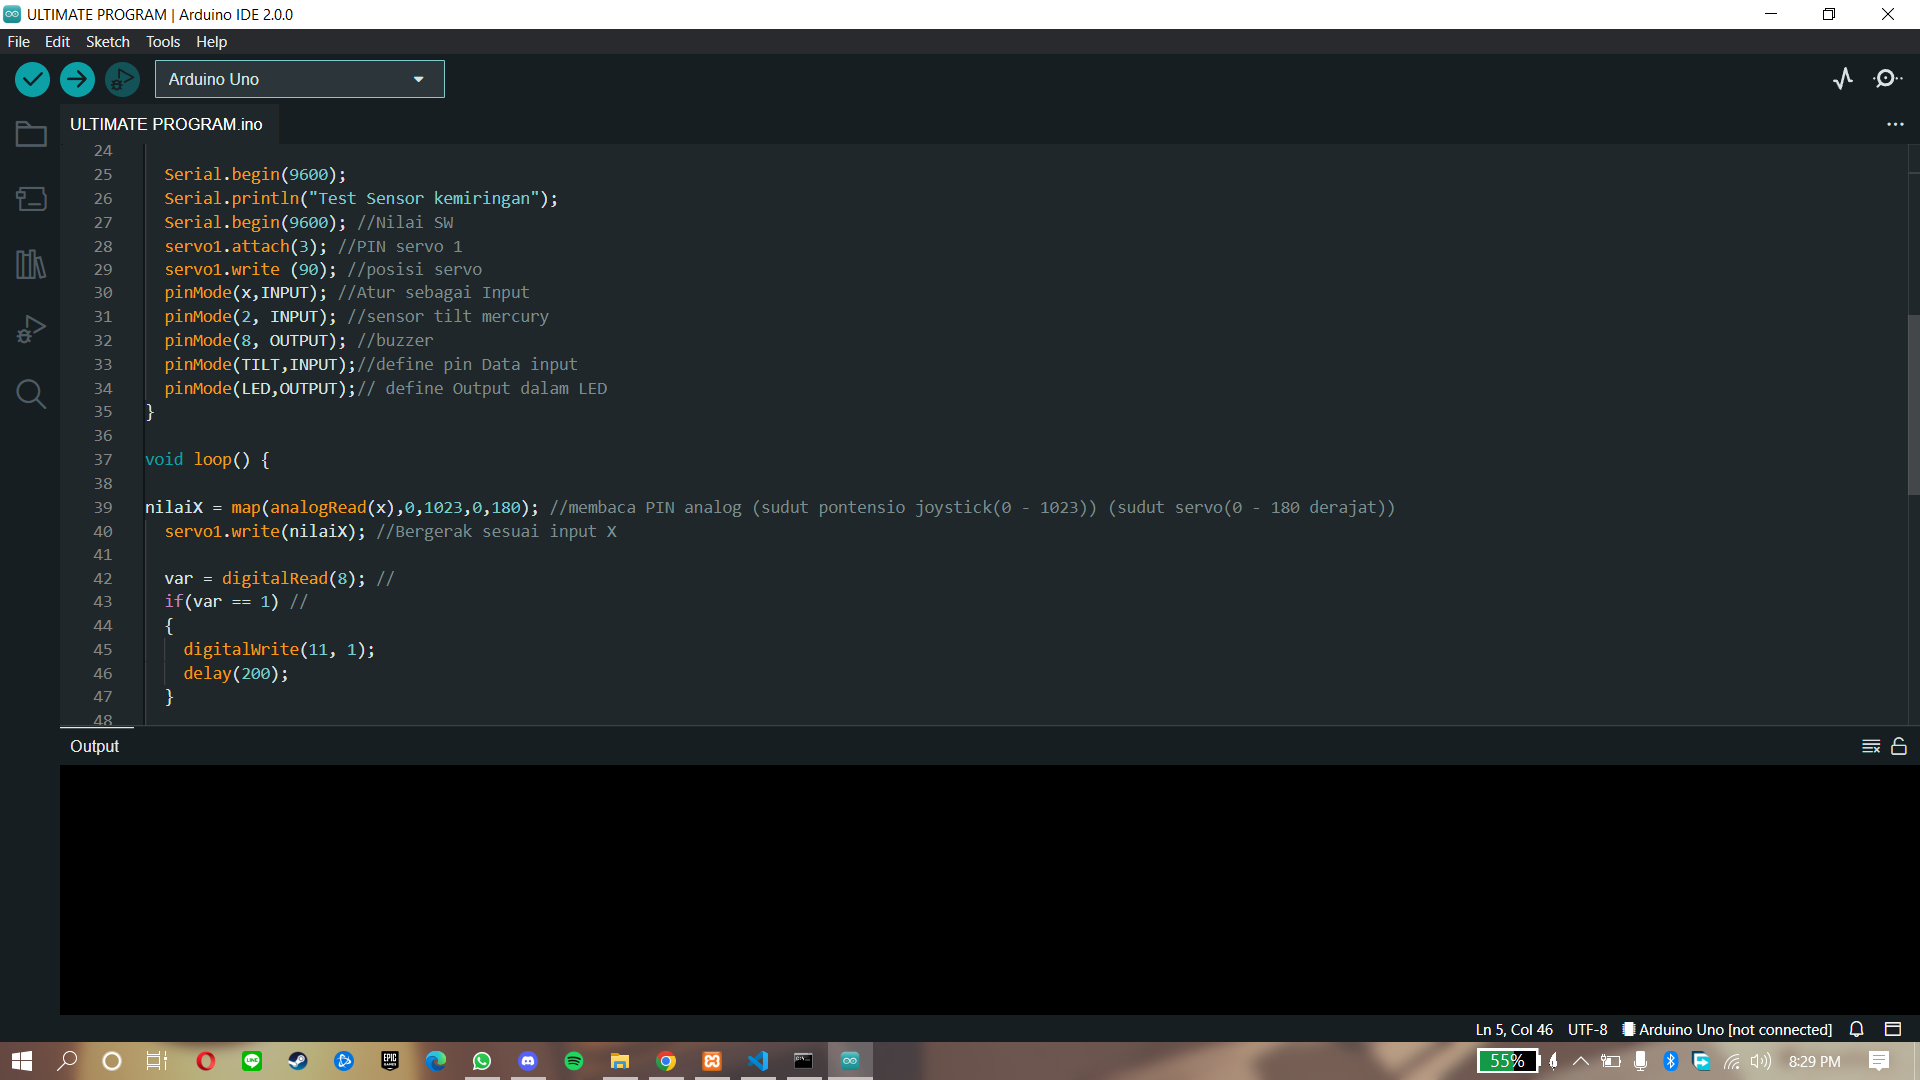 ULTIMATE PROGRAM | Arduino IDE 2.0.0
File Edit Sketch Tools Help
Arduino Uno
ULTIMATE PROGRAM.ino
24
25 Serial.begin(9600);
26 Serial.println("Test Sensor kemiringan");
27 Serial.begin(9600); //Nilai SW
28 servo1.attach(3); //PIN servo 1
29 servo1.write (90); //posisi servo
30 pinMode(x,INPUT); //Atur sebagai Input
31 pinMode(2, INPUT); //sensor tilt mercury
32 pinMode(8, OUTPUT); //buzzer
33 pinMode(TILT,INPUT);//define pin Data input
34 pinMode(LED,OUTPUT);// define Output dalam LED
35 }
36
37 void loop() {
38
39 nilaiX = map(analogRead(x),0,1023,0,180); //membaca PIN analog (sudut pontensio joystick(0 - 1023)) (sudut servo(0 - 180 derajat))
40 servo1.write(nilaiX); //Bergerak sesuai input X
41
42 var = digitalRead(8); //
43 if(var == 1) //
44 {
45 digitalWrite(11, 1);
46 delay(200);
47 }
48
Output
Ln 5, Col 46 UTF-8 Arduino Uno [not connected]
LINE
EPIC GAMES
55%
8:29 PM